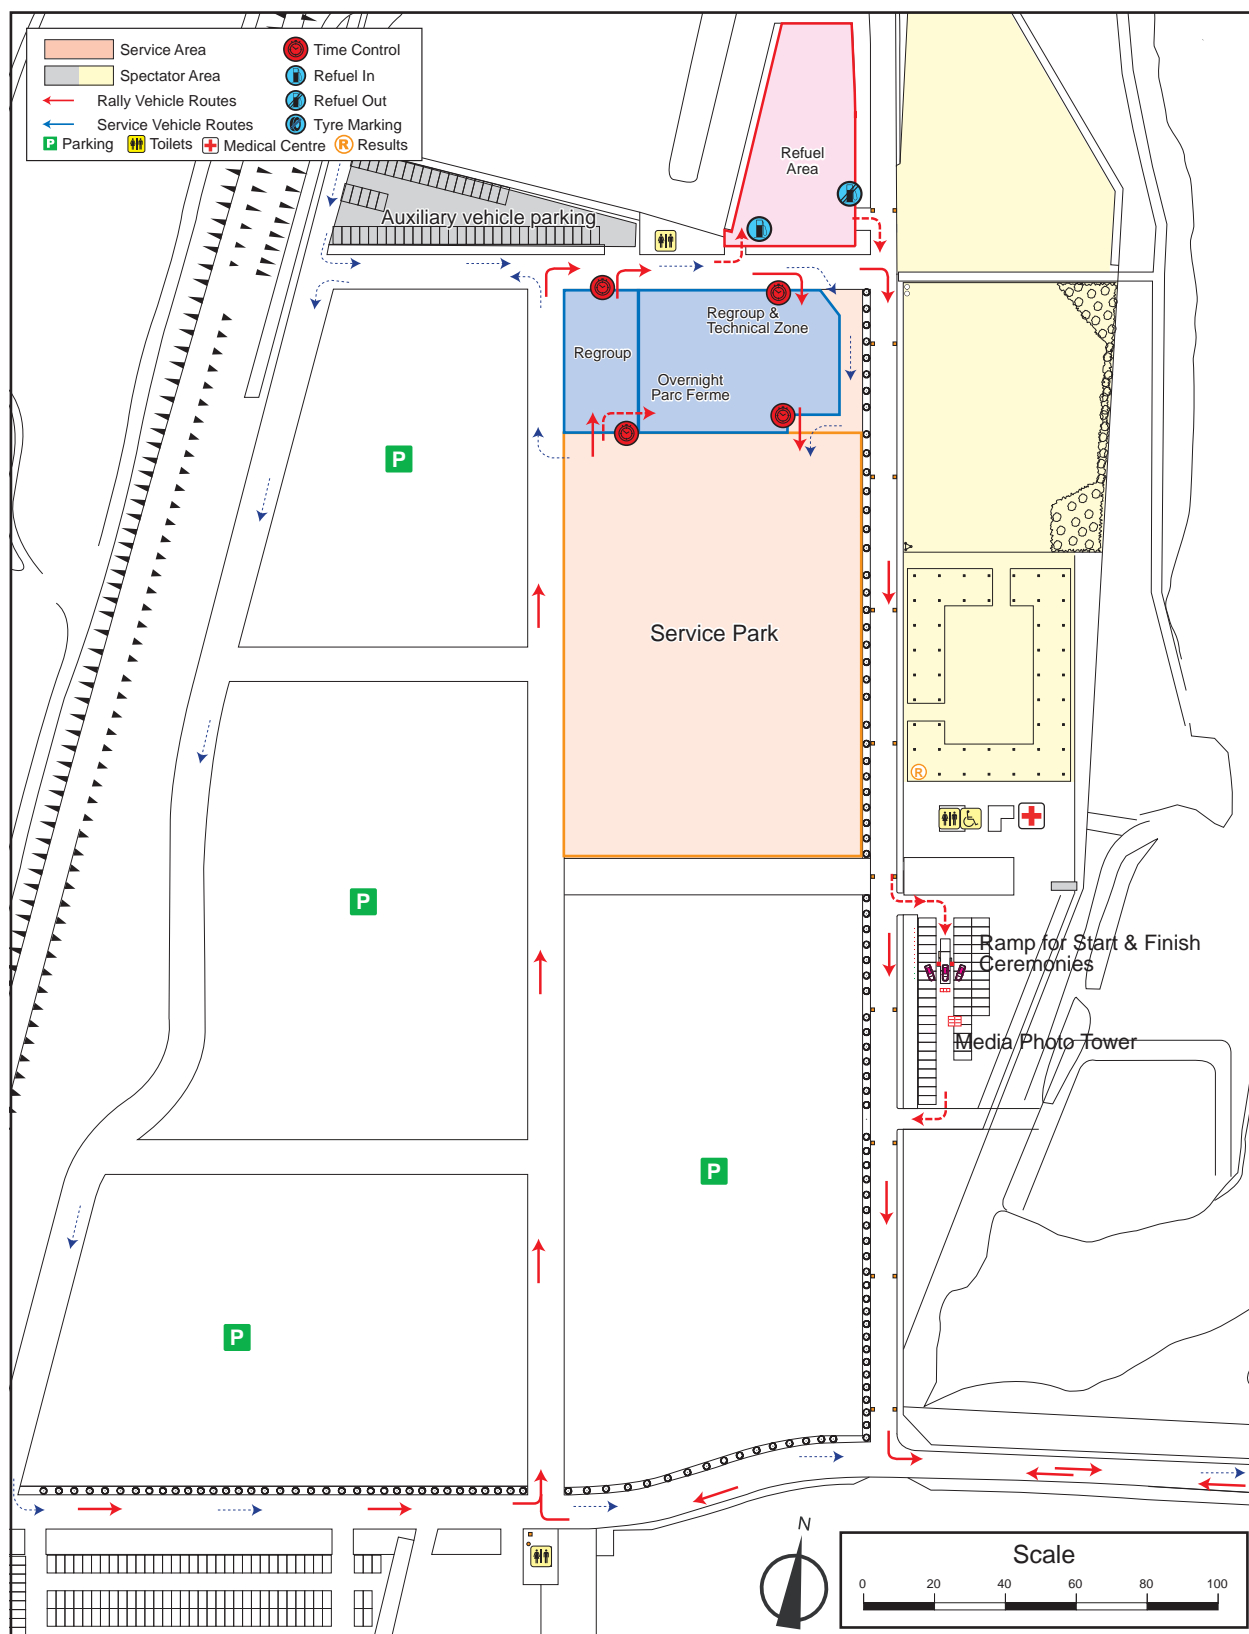 Service Area
Time Control
Spectator Area
Refuel In
Rally Vehicle Routes
Refuel Out
Service Vehicle Routes
Tyre Marking
P Parking
Toilets
Medical Centre
R Results
Refuel
Area
Auxiliary vehicle parking
Regroup &
Technical Zone
Regroup
Overnight
Parc Ferme
P
Service Park
R
P
Ramp for Start & Finish
Ceremonies
Media Photo Tower
P
P
N
Scale
0 20 40 60 80 100